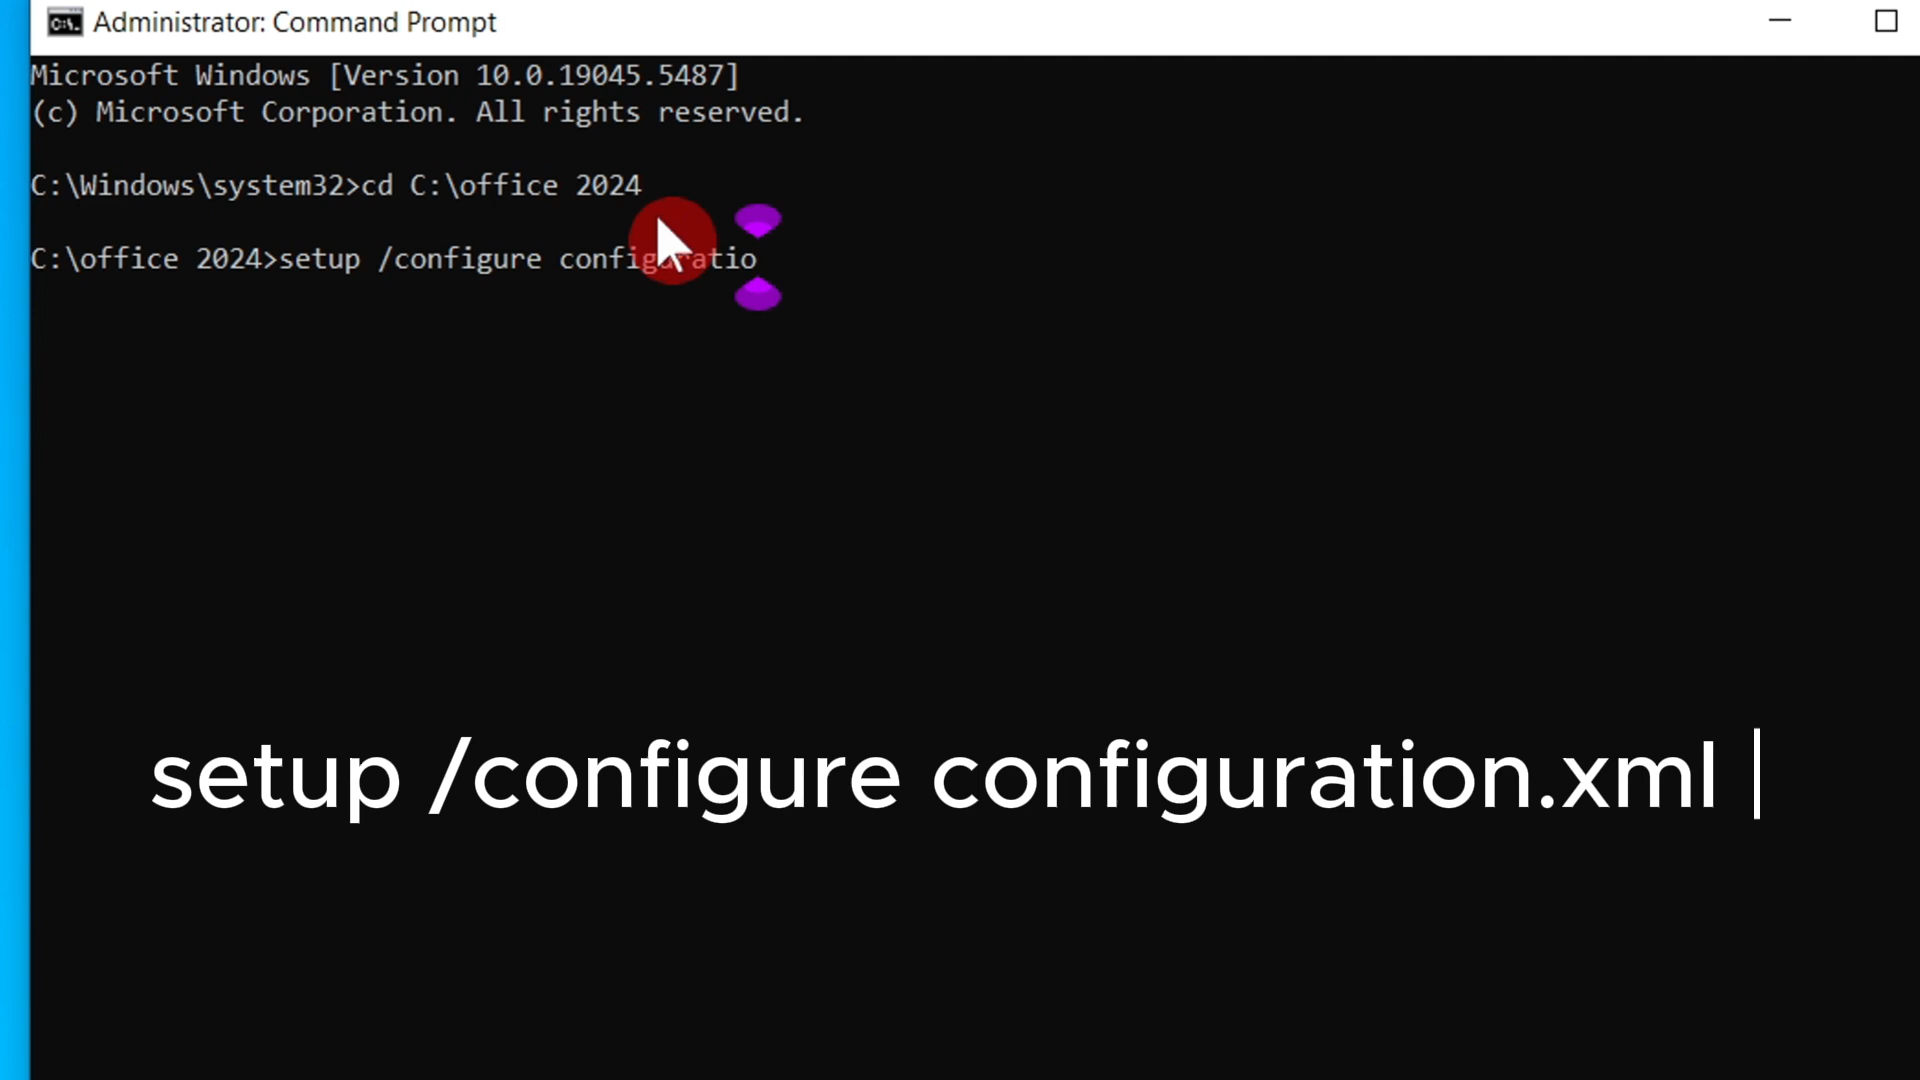 Administrator: Command Prompt
Microsoft Windows [Version 10.0.19045.5487]
(c) Microsoft Corporation. All rights reserved.
C:\Windows\system32>cd C:\office 2024
C:\office 2024>setup /configure configuratio
setup /configure configuration.xml |